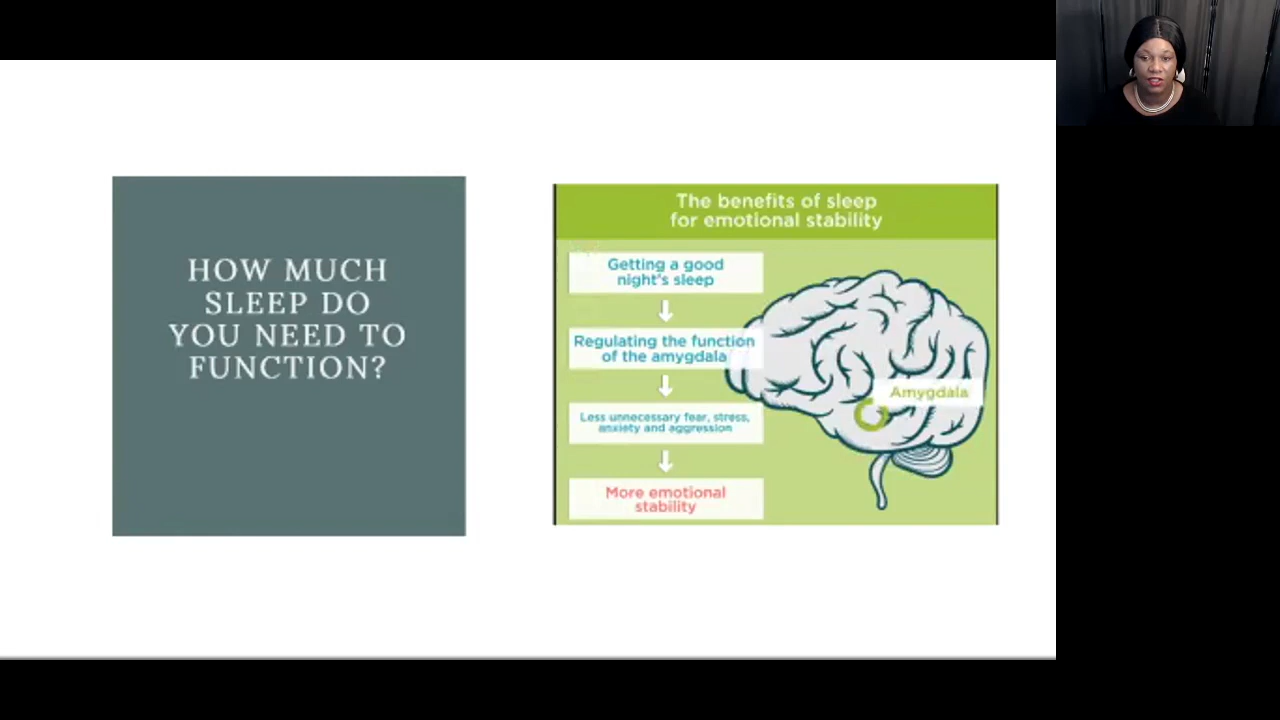 HOW MUCH
SLEEP DO
YOU NEED TO
FUNCTION?
The benefits of sleep
for emotional stability
Getting a good
night's sleep
Regulating the function
of the amygdala
Less unnecessary fear, stress,
anxiety and aggression
More emotional
stability
Amygdala